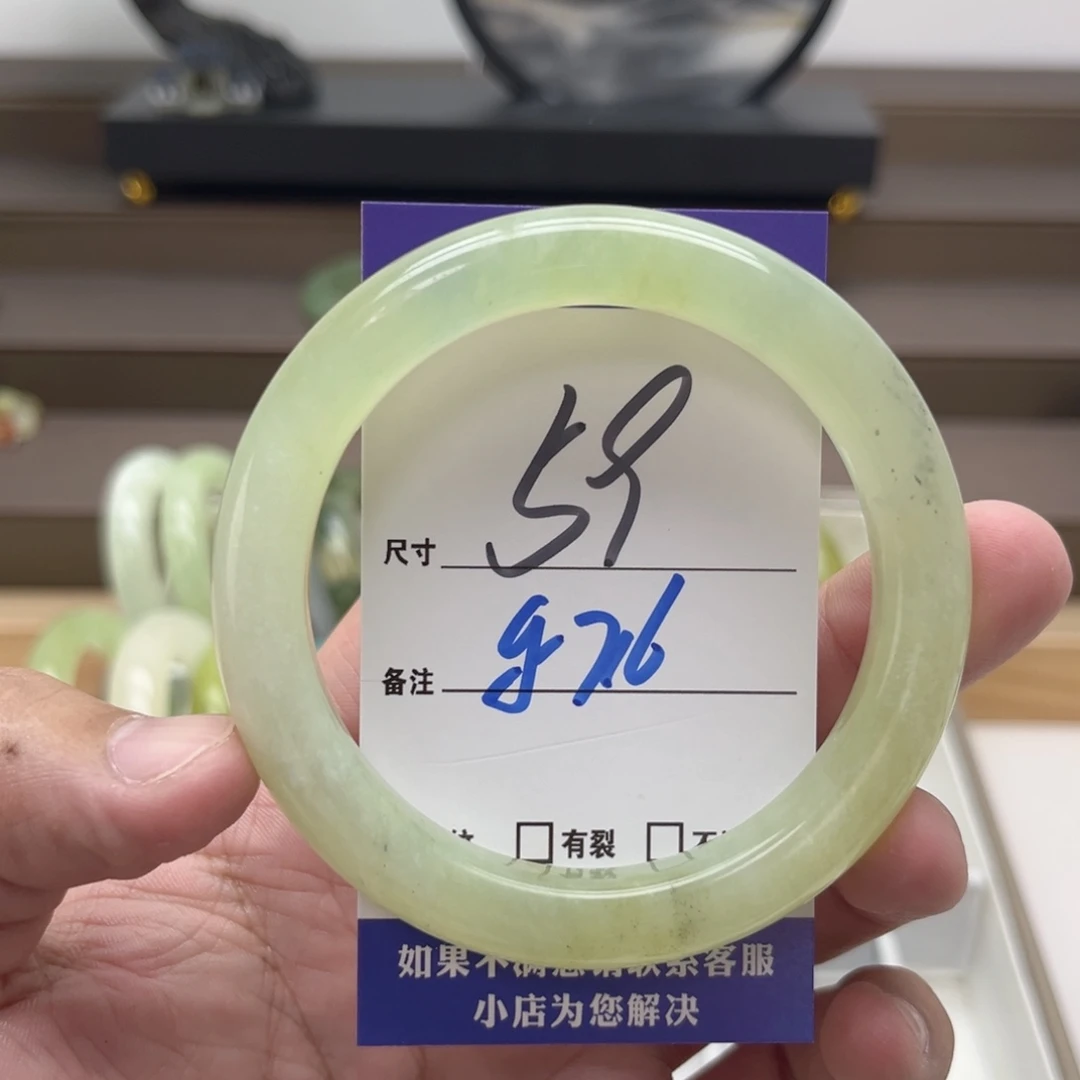 尺寸 59
备注 g 76
有裂
如果不满意请联系客服
小店为您解决